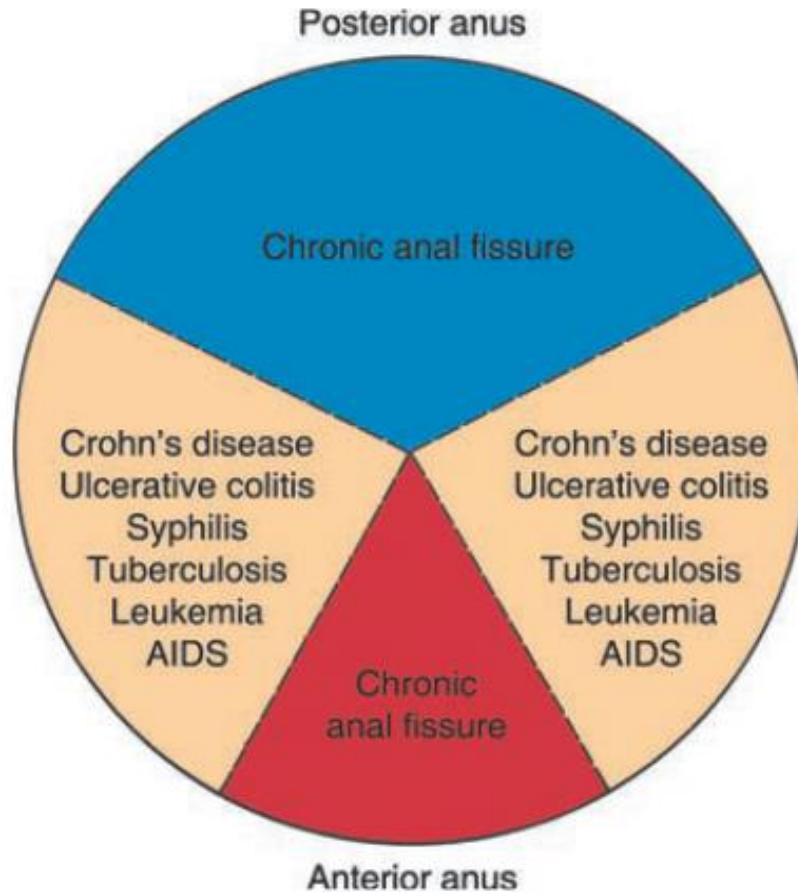 Posterior anus
Chronic anal fissure
Crohn's disease
Ulcerative colitis
Syphilis
Tuberculosis
Leukemia
AIDS
Crohn's disease
Ulcerative colitis
Syphilis
Tuberculosis
Leukemia
AIDS
Chronic
anal fissure
Anterior anus